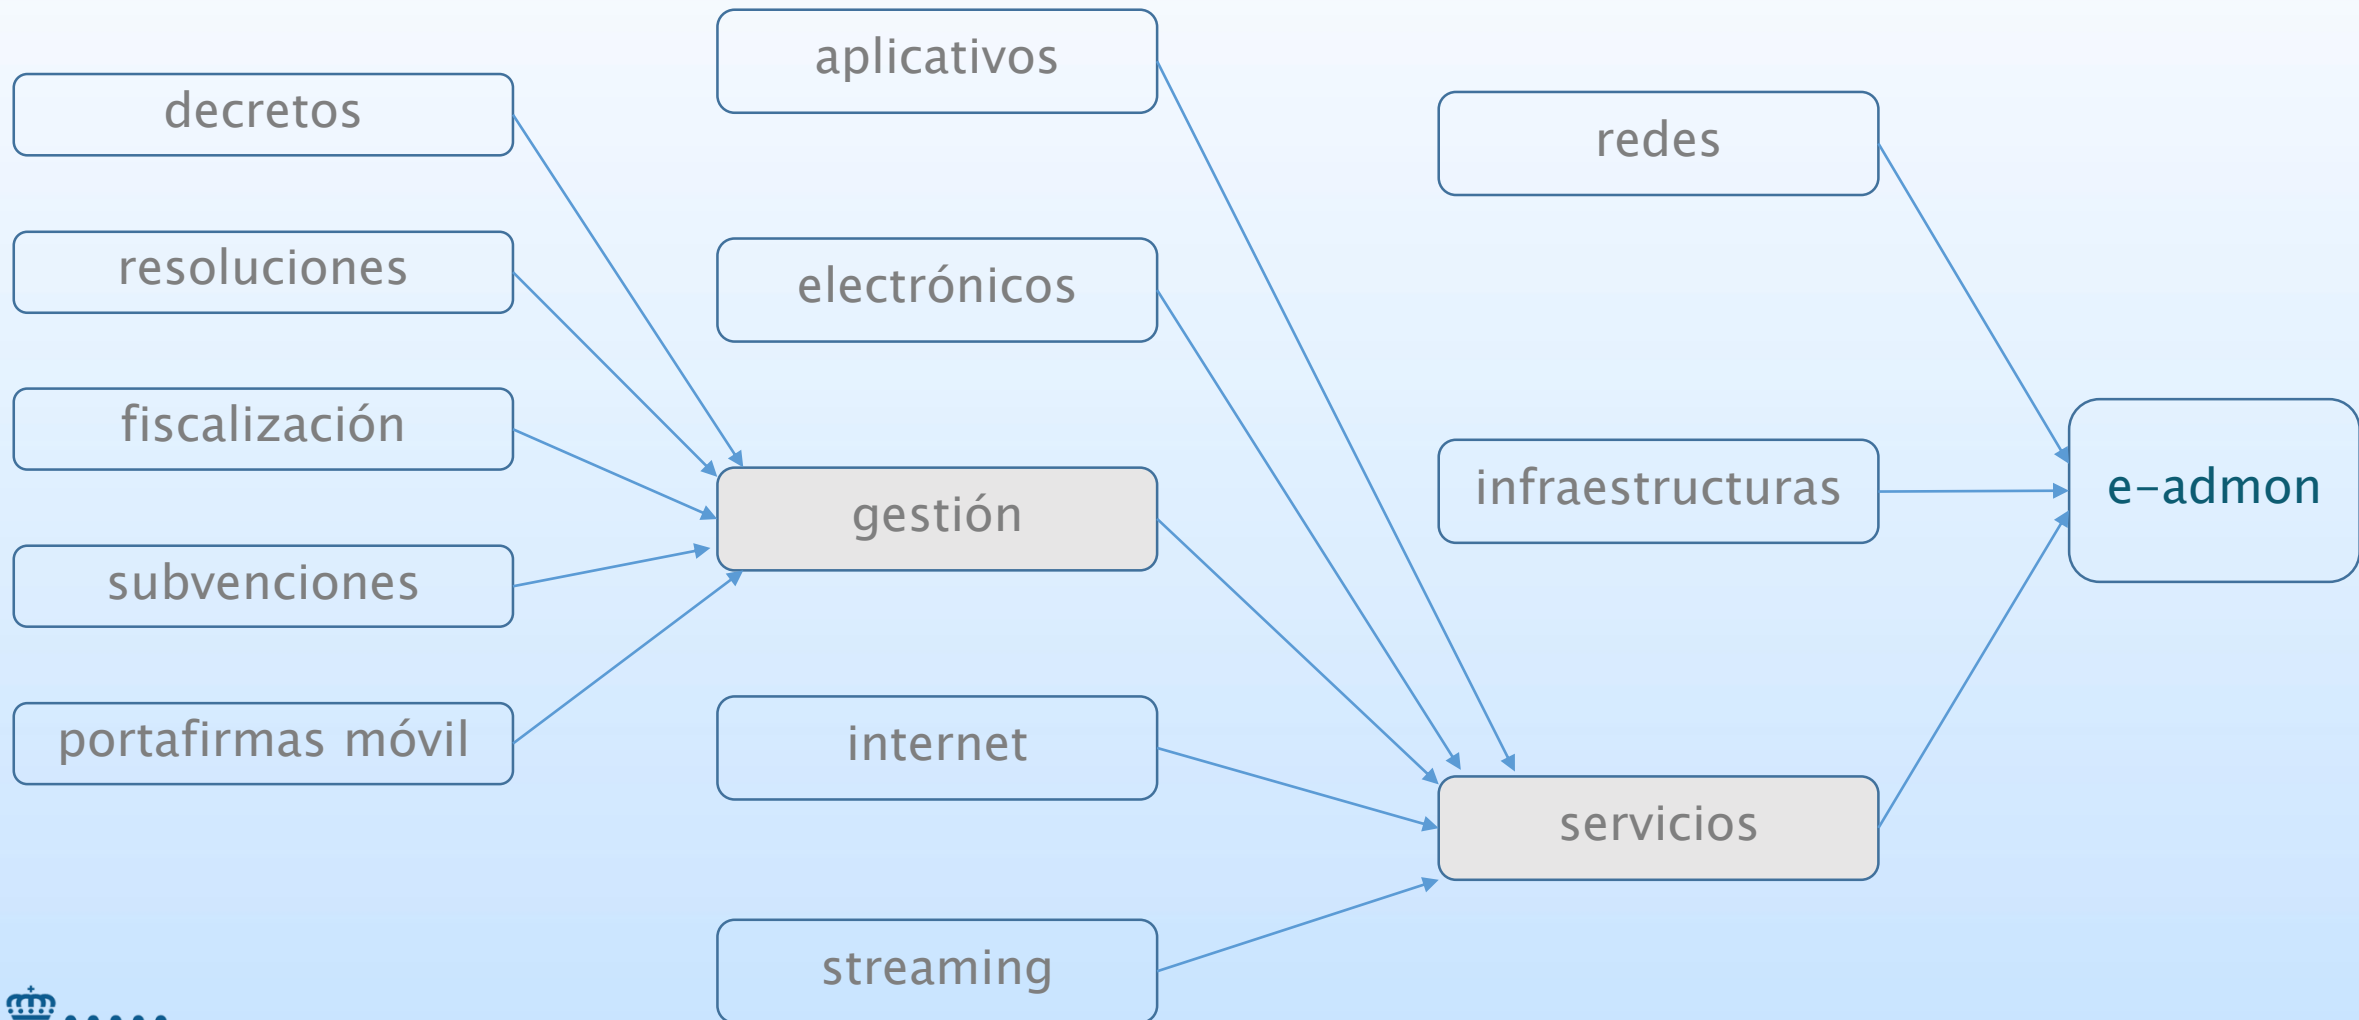 decretos
resoluciones
fiscalización
subvenciones
portafirmas móvil
aplicativos
electrónicos
gestión
internet
streaming
redes
infraestructuras
servicios
e-admon